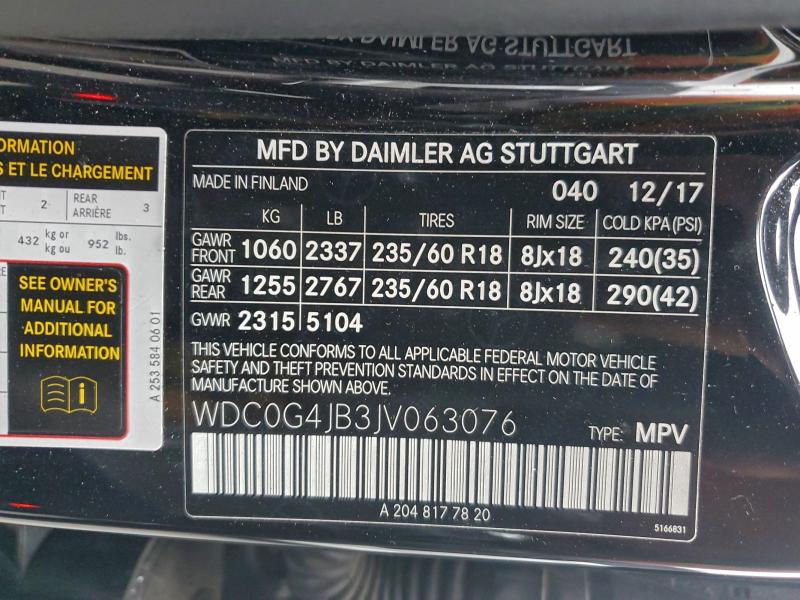 MFD BY DAIMLER AG STUTTGART
ORMATION
S ET LE CHARGEMENT
T 2 REAR 3
T ARRIÈRE
432 kg or 952 lbs.
kg ou lb.
SEE OWNER'S
MANUAL FOR
ADDITIONAL
INFORMATION
A 253 584 06 01
MFD BY DAIMLER AG STUTTGART
MADE IN FINLAND 040 12/17
KG LB TIRES RIM SIZE COLD KPA (PSI)
GAWR FRONT 1060 2337 235/60 R18 8Jx18 240(35)
GAWR REAR 1255 2767 235/60 R18 8Jx18 290(42)
GVWR 2315 5104
THIS VEHICLE CONFORMS TO ALL APPLICABLE FEDERAL MOTOR VEHICLE
SAFETY AND THEFT PREVENTION STANDARDS IN EFFECT ON THE DATE OF
MANUFACTURE SHOWN ABOVE.
WDC0G4JB3JV063076 TYPE: MPV
A 204 817 78 20
5166831